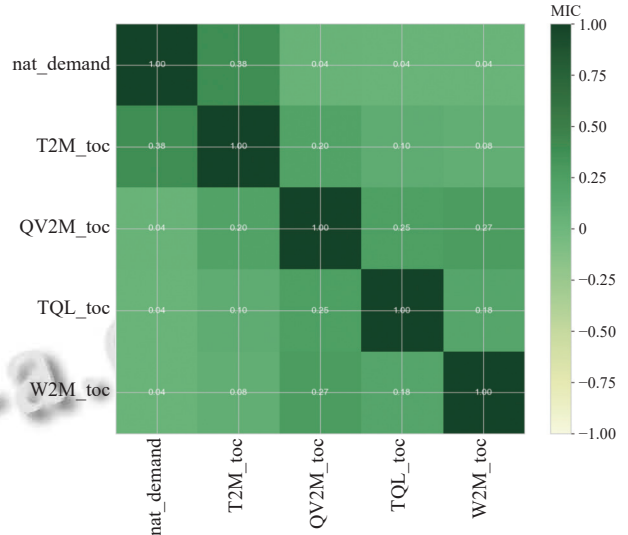 MIC
nat_demand 1.00 0.38 0.04 0.04 0.04
T2M_toc 0.38 1.00 0.20 0.10 0.08
QV2M_toc 0.04 0.20 1.00 0.25 0.27
TQL_toc 0.04 0.10 0.25 1.00 0.18
W2M_toc 0.04 0.08 0.27 0.18 1.00
nat_demand T2M_toc QV2M_toc TQL_toc W2M_toc
1.00
0.75
0.50
0.25
0
−0.25
−0.50
−0.75
−1.00